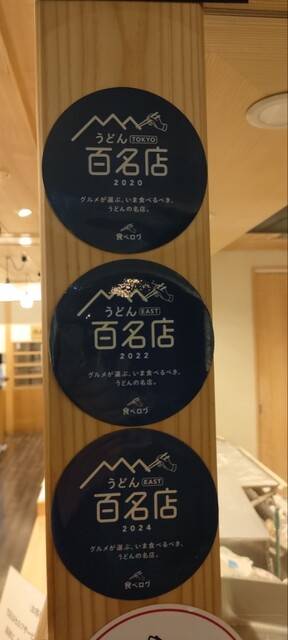 うどん TOKYO
百名店
2020
グルメが選ぶ、いま食べるべき、
うどんの名店。
食べログ
うどん EAST
百名店
2022
グルメが選ぶ、いま食べるべき、
うどんの名店。
食べログ
うどん EAST
百名店
2024
グルメが選ぶ、いま食べるべき、
うどんの名店。
食べログ